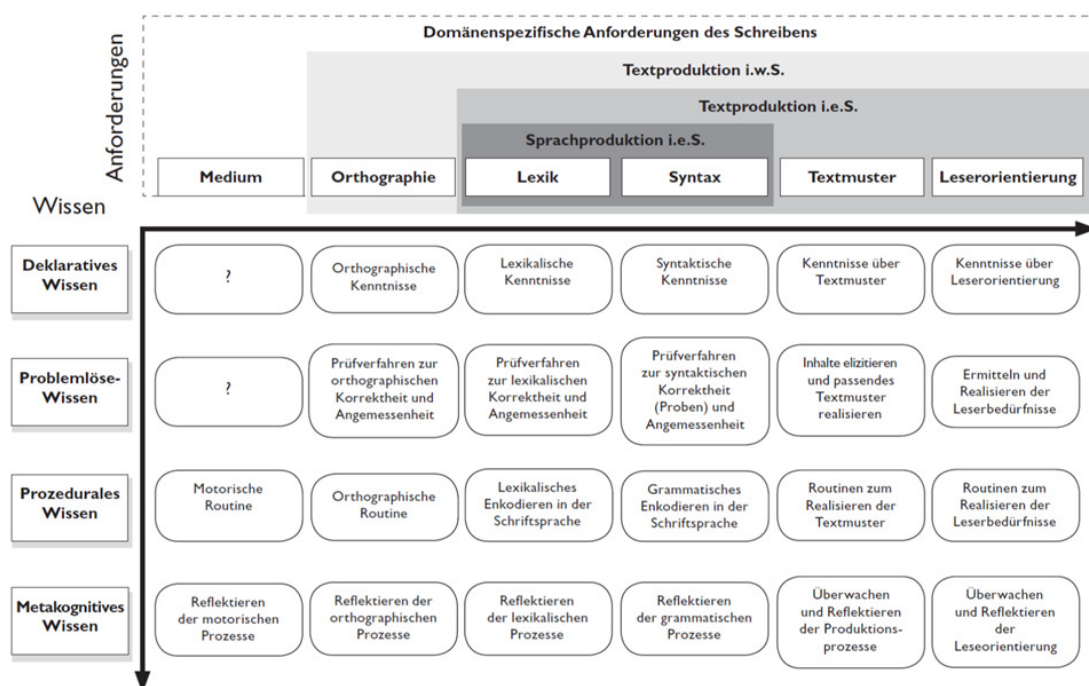 Domänenspezifische Anforderungen des Schreibens
Textproduktion i.w.S.
Textproduktion i.e.S.
Sprachproduktion i.e.S.
Anforderungen
Medium
Orthographie
Lexik
Syntax
Textmuster
Leserorientierung
Wissen
Deklaratives
Wissen
?
Orthographische
Kenntnisse
Lexikalische
Kenntnisse
Syntaktische
Kenntnisse
Kenntnisse über
Textmuster
Kenntnisse über
Leserorientierung
Problemlöse-
Wissen
?
Prüfverfahren zur
orthographischen
Korrektheit und
Angemessenheit
Prüfverfahren
zur lexikalischen
Korrektheit und
Angemessenheit
Prüfverfahren
zur syntaktischen
Korrektheit
(Proben) und
Angemessenheit
Inhalte elizitieren
und passendes
Textmuster
realisieren
Ermitteln und
Realisieren der
Leserbedürfnisse
Prozedurales
Wissen
Motorische
Routine
Orthographische
Routine
Lexikalisches
Enkodieren in der
Schriftsprache
Grammatisches
Enkodieren in der
Schriftsprache
Routinen zum
Realisieren der
Textmuster
Routinen zum
Realisieren der
Leserbedürfnisse
Metakognitives
Wissen
Reflektieren
der motorischen
Prozesse
Reflektieren der
orthographischen
Prozesse
Reflektieren
der lexikalischen
Prozesse
Reflektieren
der grammatischen
Prozesse
Überwachen
und Reflektieren
der Produktions-
prozesse
Überwachen
und Reflektieren
der
Leseorientierung